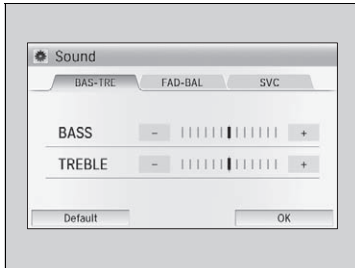 Sound
BAS-TRE FAD-BAL SVC
BASS - +
TREBLE - +
Default OK